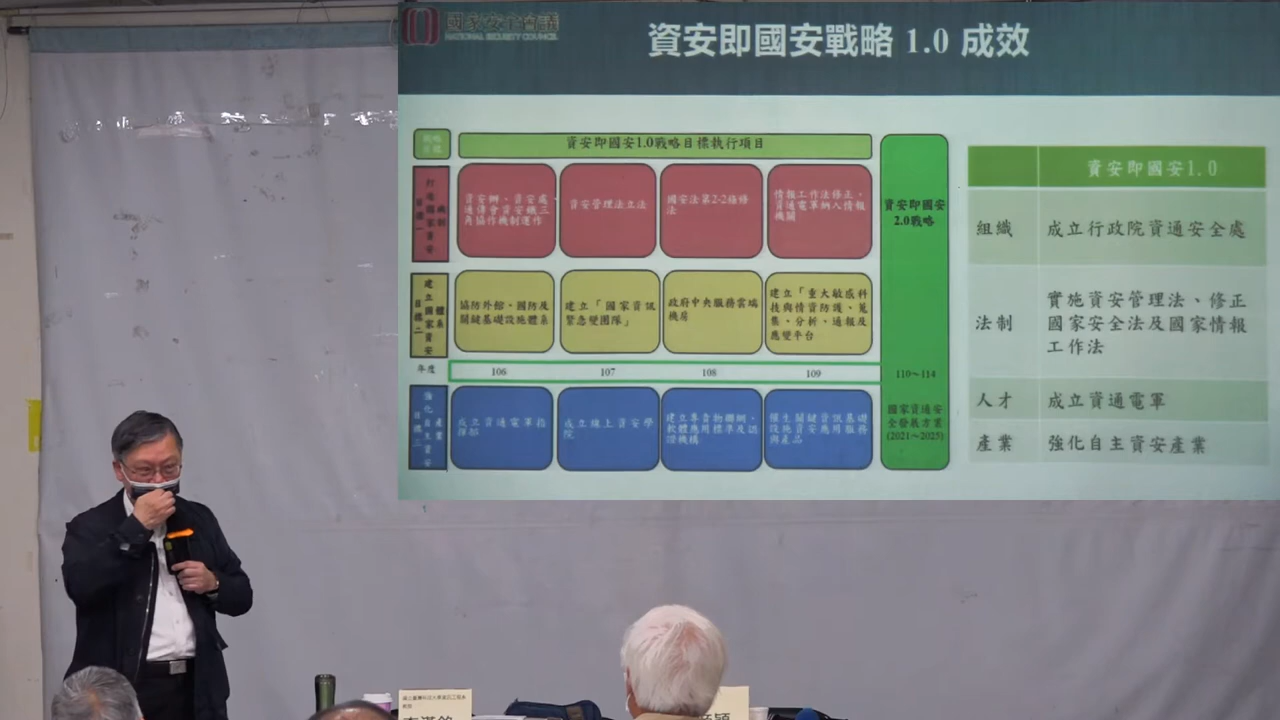 國家安全會議
NATIONAL SECURITY COUNCIL
資安即國安戰略 1.0 成效
資安即國安1.0戰略目標執行項目
資安辦、資安處、
通傳會資安鐵三
角協作機制運作
資安管理法立法
國安法第2-2條修
法
情報工作法修正，
資通電軍納入情報
機關
資安即國安
2.0戰略
協防外館、國防及
關鍵基礎設施體系
建立「國家資訊
緊急變團隊」
政府中央服務雲端
機房
建立「重大敏感科
技與情資防護、蒐
集、分析、通報及
應變平台
年度
106
107
108
109
110～114
成立資通電軍指
揮部
成立線上資安學
院
建立專責物聯網、
軟體應用標準及認
證機構
催生關鍵資訊基礎
設施資安應用服務
與產品
國家資通安
全發展方案
(2021～2025)
資安即國安1.0
組織
成立行政院資通安全處
法制
實施資安管理法、修正
國家安全法及國家情報
工作法
人才
成立資通電軍
產業
強化自主資安產業